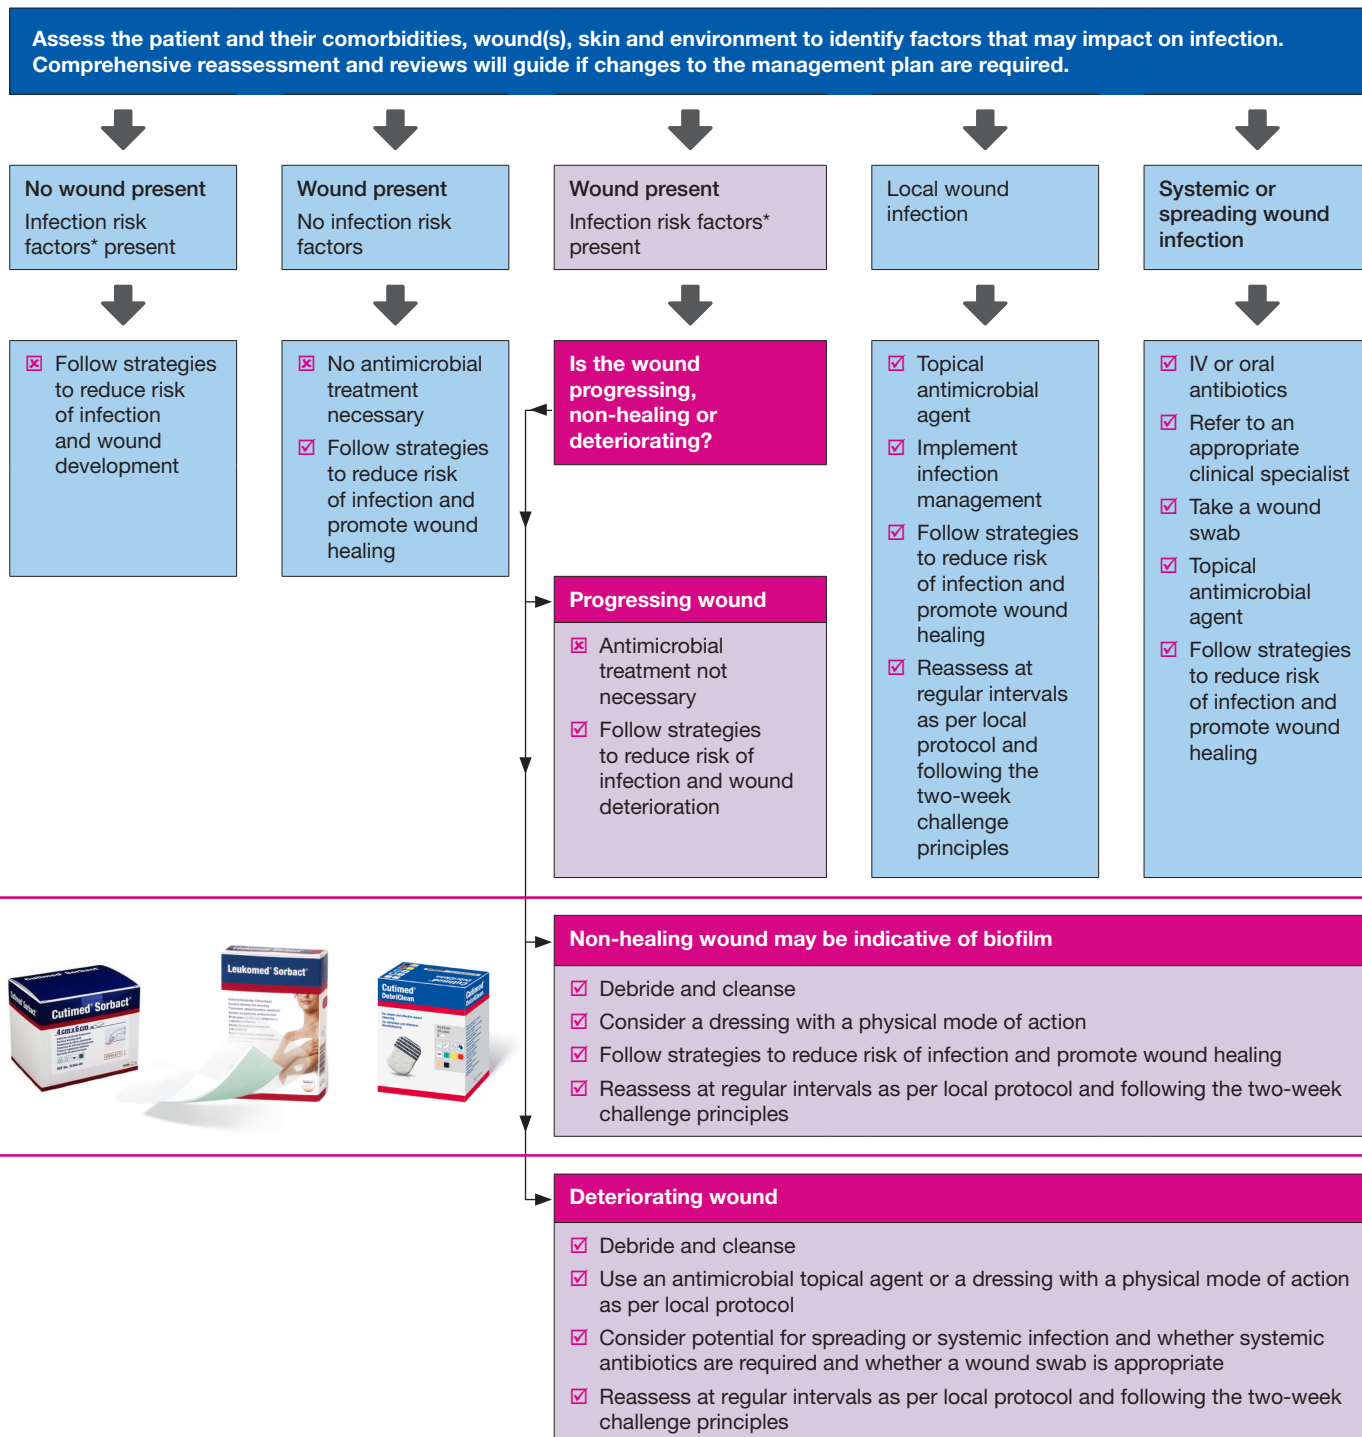 Assess the patient and their comorbidities, wound(s), skin and environment to identify factors that may impact on infection.
Comprehensive reassessment and reviews will guide if changes to the management plan are required.
No wound present
Infection risk
factors* present
Wound present
No infection risk
factors
Wound present
Infection risk factors*
present
Local wound
infection
Systemic or
spreading wound
infection
Follow strategies
to reduce risk
of infection
and wound
development
No antimicrobial
treatment
necessary
Follow strategies
to reduce risk
of infection and
promote wound
healing
Is the wound
progressing,
non-healing or
deteriorating?
Progressing wound
Antimicrobial
treatment not
necessary
Follow strategies
to reduce risk of
infection and wound
deterioration
Topical
antimicrobial
agent
Implement
infection
management
Follow strategies
to reduce risk
of infection and
promote wound
healing
Reassess at
regular intervals
as per local
protocol and
following the
two-week
challenge
principles
IV or oral
antibiotics
Refer to an
appropriate
clinical specialist
Take a wound
swab
Topical
antimicrobial
agent
Follow strategies
to reduce risk
of infection and
promote wound
healing
Cutimed® Sorbact®
Cutimed® Sorbact®
Cutimed® Sorbact®
4cm x 6cm
Leukomed® Sorbact®
Cutimed®
DebriClean
Cutimed®
DebriClean
Non-healing wound may be indicative of biofilm
Debride and cleanse
Consider a dressing with a physical mode of action
Follow strategies to reduce risk of infection and promote wound healing
Reassess at regular intervals as per local protocol and following the two-week
challenge principles
Deteriorating wound
Debride and cleanse
Use an antimicrobial topical agent or a dressing with a physical mode of action
as per local protocol
Consider potential for spreading or systemic infection and whether systemic
antibiotics are required and whether a wound swab is appropriate
Reassess at regular intervals as per local protocol and following the two-week
challenge principles